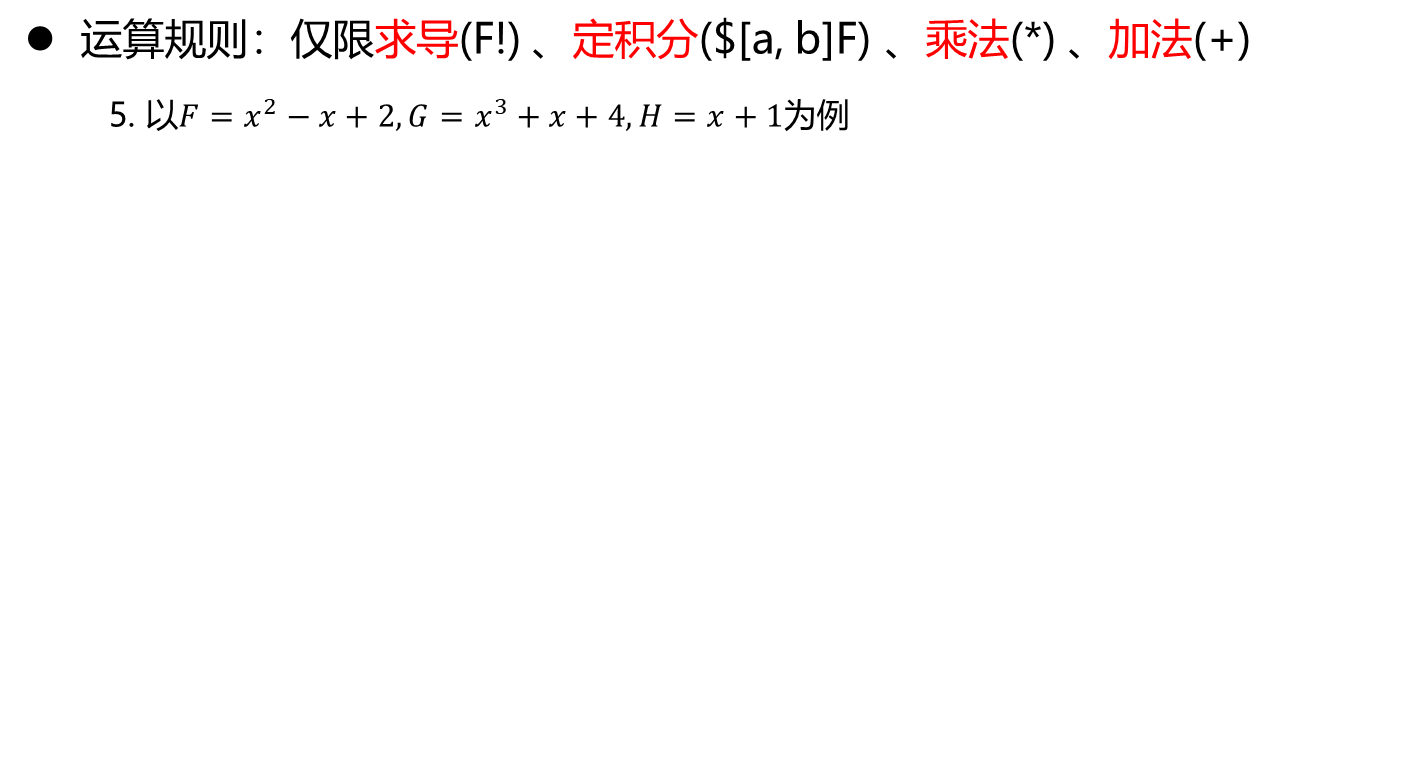 ● 运算规则：仅限求导(F!) 、定积分($[a, b]F) 、乘法(*) 、加法(+)
5. 以F = x² − x + 2, G = x³ + x + 4, H = x + 1为例